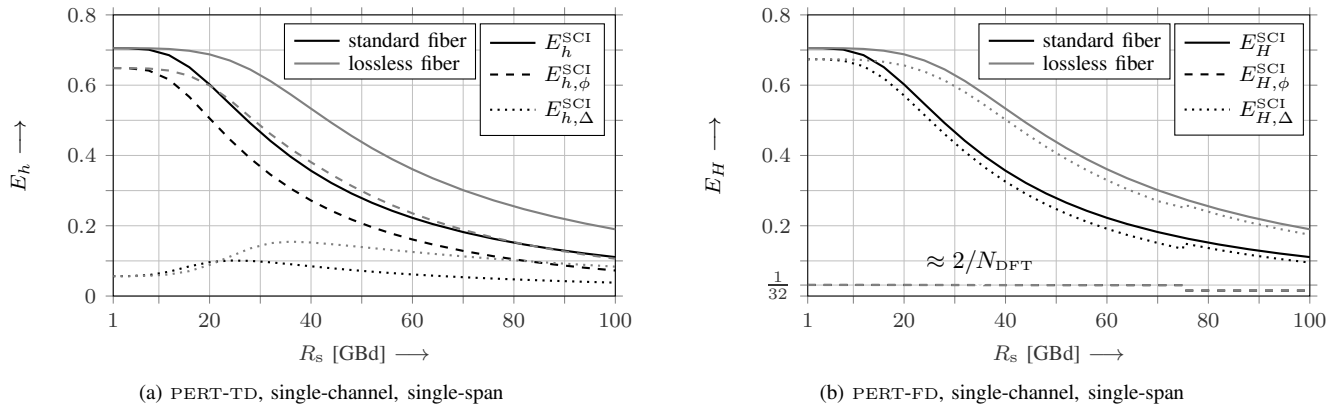 0.8
0.6
0.4
0.2
0
E_h ⟶
standard fiber
lossless fiber
E_h^SCI
E_{h,ϕ}^SCI
E_{h,Δ}^SCI
1 20 40 60 80 100
R_s [GBd] ⟶
(a) PERT-TD, single-channel, single-span
0.8
0.6
0.4
0.2
1/32
E_H ⟶
standard fiber
lossless fiber
E_H^SCI
E_{H,ϕ}^SCI
E_{H,Δ}^SCI
≈ 2/N_DFT
1 20 40 60 80 100
R_s [GBd] ⟶
(b) PERT-FD, single-channel, single-span